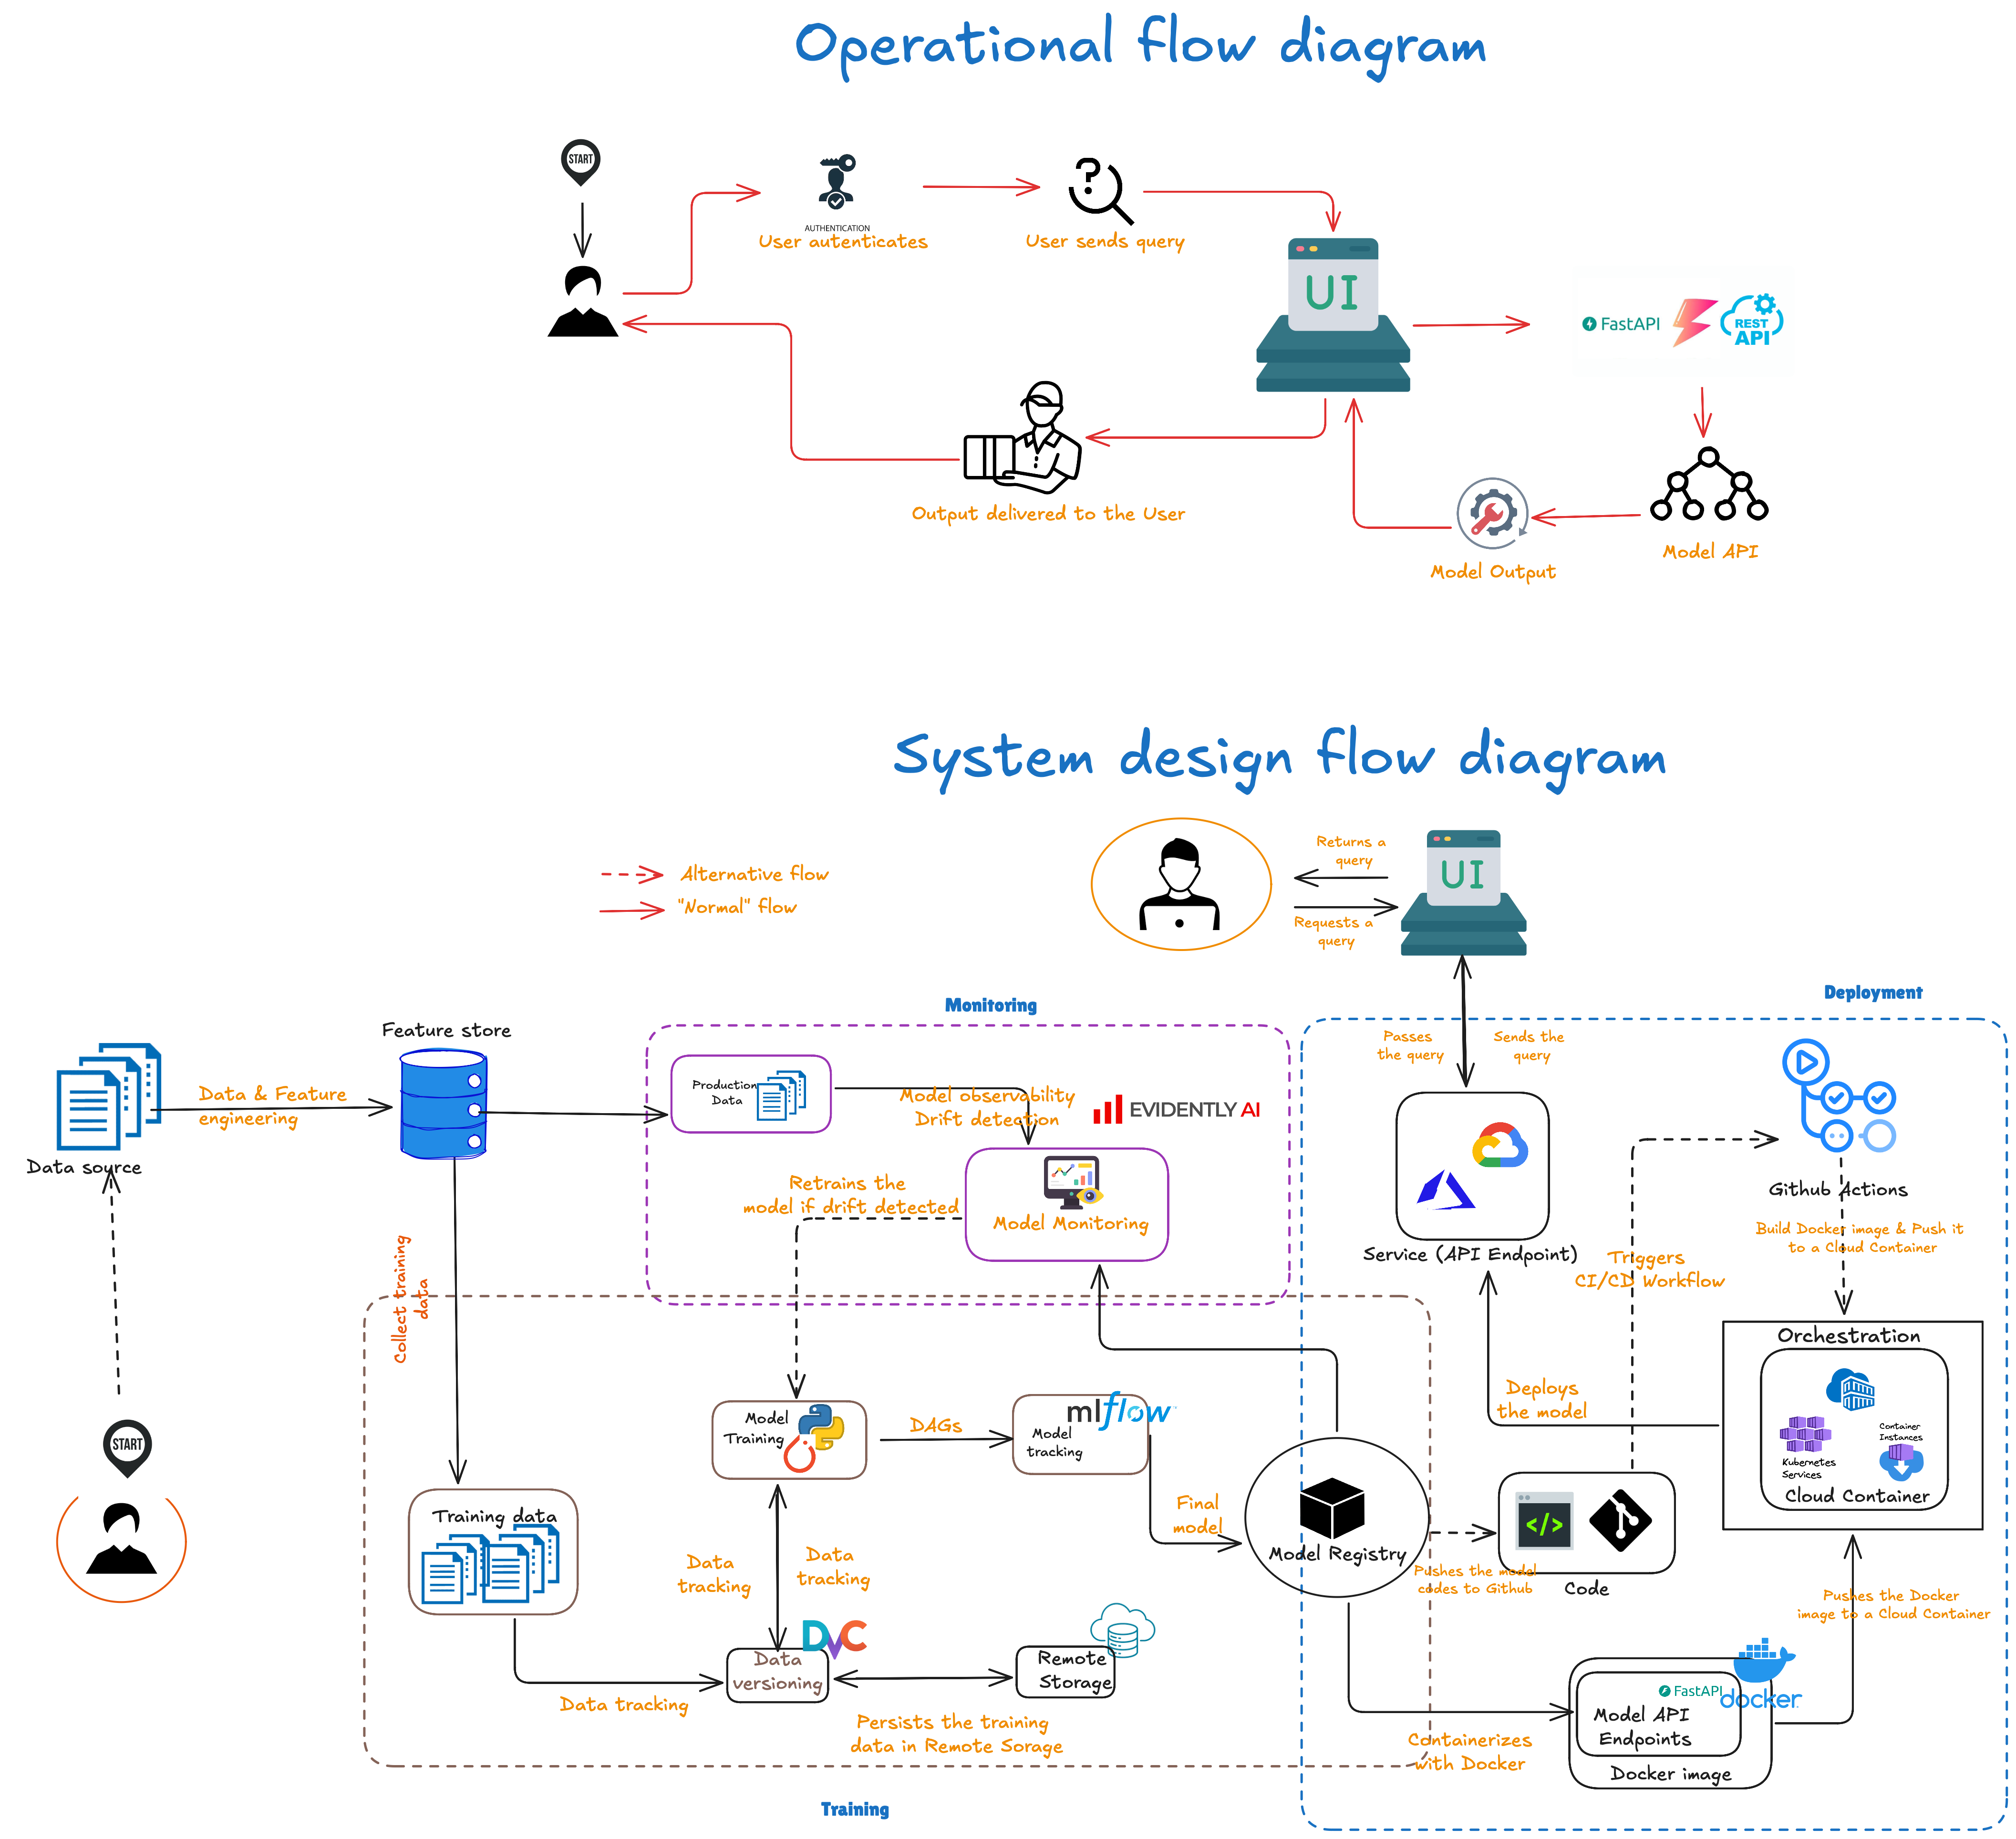 Operational flow diagram
START
AUTHENTICATION
User autenticates
User sends query
UI
FastAPI
REST
API
Output delivered to the User
Model Output
Model API
System design flow diagram
Alternative flow
"Normal" flow
Returns a
query
Requests a
query
UI
Monitoring
Deployment
Feature store
Passes
the query
Sends the
query
Data & Feature
engineering
Data source
Production
Data
Model observability
Drift detection
EVIDENTLY AI
Retrains the
model if drift detected
Model Monitoring
Service (API Endpoint)
Github Actions
Build Docker image & Push it
to a Cloud Container
Triggers
CI/CD Workflow
Collect training
data
Orchestration
Container
Instances
Kubernetes
Services
Cloud Container
Deploys
the model
START
Model
Training
DAGs
mlflow
Model
tracking
Final
model
Model Registry
Pushes the model
codes to Github
</>
Code
Training data
Data
tracking
Data
tracking
DVC
Data
versioning
Remote
Storage
Data tracking
Persists the training
data in Remote Sorage
Pushes the Docker
image to a Cloud Container
Containerizes
with Docker
FastAPI
docker
Model API
Endpoints
Docker image
Training